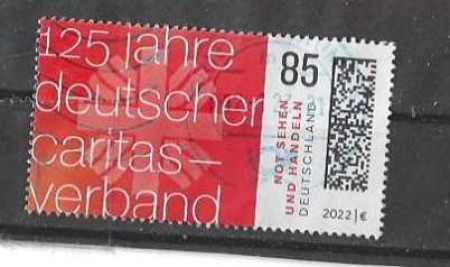 125 jahre
deutscher
caritas–
verband
85
NOT SEHEN
UND HANDELN
DEUTSCHLAND
2022 | €